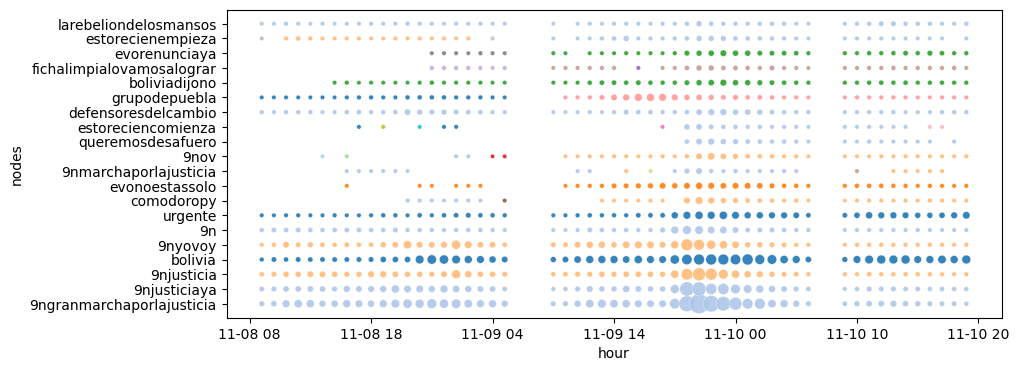 larebeliondelosmansos
estorecienempieza
evorenunciaya
fichalimpialovamosalograr
boliviadijono
grupodepuebla
defensoresdelcambio
estoreciencomienza
queremosdesafuero
9nov
9nmarchaporlajusticia
evonoestassolo
comodoropy
urgente
9n
9nyovoy
bolivia
9njusticia
9njusticiaya
9ngranmarchaporlajusticia
nodes
11-08 08 11-08 18 11-09 04 11-09 14 11-10 00 11-10 10 11-10 20
hour